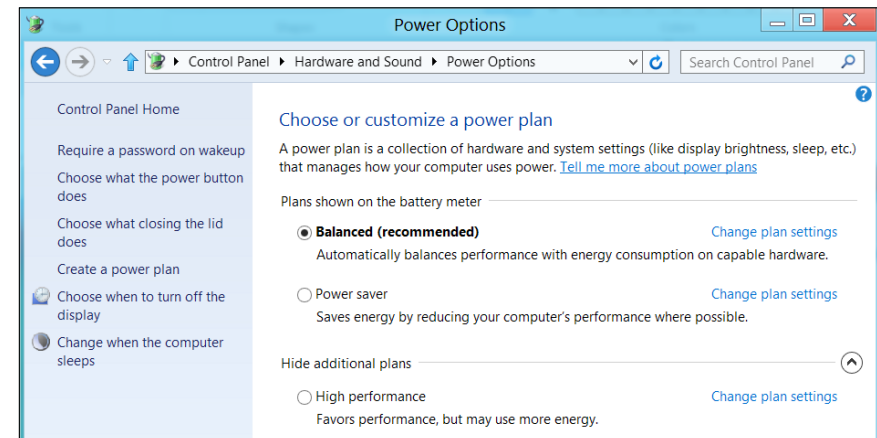 Power Options
X
Control Panel Hardware and Sound Power Options
Search Control Panel
?
Control Panel Home
Require a password on wakeup
Choose what the power button
does
Choose what closing the lid
does
Create a power plan
Choose when to turn off the
display
Change when the computer
sleeps
Choose or customize a power plan
A power plan is a collection of hardware and system settings (like display brightness, sleep, etc.)
that manages how your computer uses power. Tell me more about power plans
Plans shown on the battery meter
Balanced (recommended) Change plan settings
Automatically balances performance with energy consumption on capable hardware.
Power saver Change plan settings
Saves energy by reducing your computer's performance where possible.
Hide additional plans
High performance Change plan settings
Favors performance, but may use more energy.